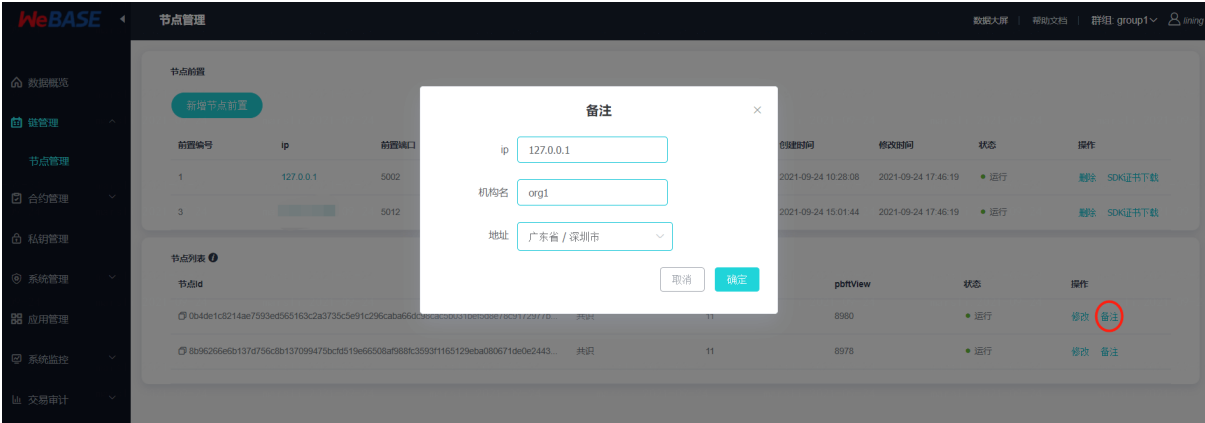 WeBASE
节点管理
数据大屏
帮助文档
群组: group1
lining
数据概览
链管理
节点管理
合约管理
私钥管理
系统管理
应用管理
系统监控
交易审计
节点前置
新增节点前置
前置编号 ip 前置端口 创建时间 修改时间 状态 操作
1 127.0.0.1 5002 2021-09-24 10:28:08 2021-09-24 17:46:19 运行 删除 SDK证书下载
3 5012 2021-09-24 15:01:44 2021-09-24 17:46:19 运行 删除 SDK证书下载
备注
ip 127.0.0.1
机构名 org1
地址 广东省 / 深圳市
取消 确定
节点列表
节点Id pbftView 状态 操作
共识 11 8980 运行 修改 备注
8b96266e6b137d756c8b137099475bcfd519e66508af988fc3593f1165129eba080671de0e2443... 共识 11 8978 运行 修改 备注